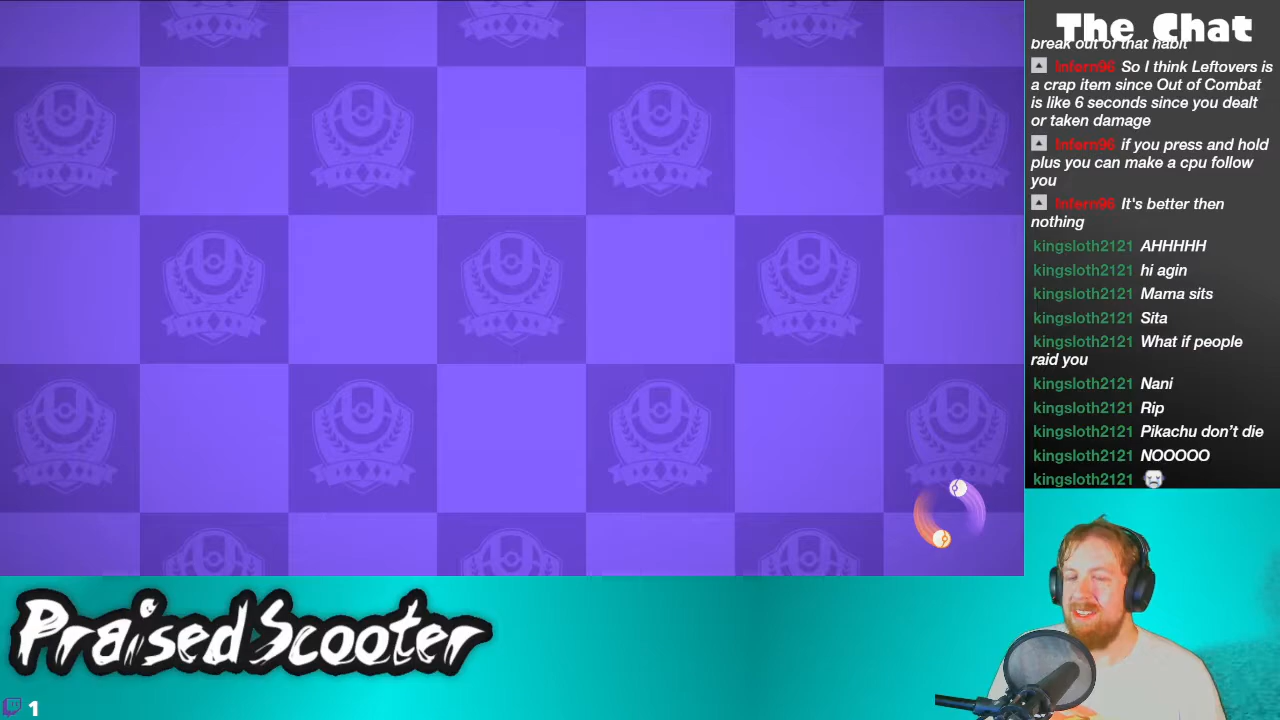 The Chat
break out of that habit
Infern96 So I think Leftovers is
a crap item since Out of Combat
is like 6 seconds since you dealt
or taken damage
Infern96 if you press and hold
plus you can make a cpu follow
you
Infern96 It's better then
nothing
kingsloth2121 AHHHHH
kingsloth2121 hi agin
kingsloth2121 Mama sits
kingsloth2121 Sita
kingsloth2121 What if people
raid you
kingsloth2121 Nani
kingsloth2121 Rip
kingsloth2121 Pikachu don't die
kingsloth2121 NOOOOO
kingsloth2121
PraisedScooter
1